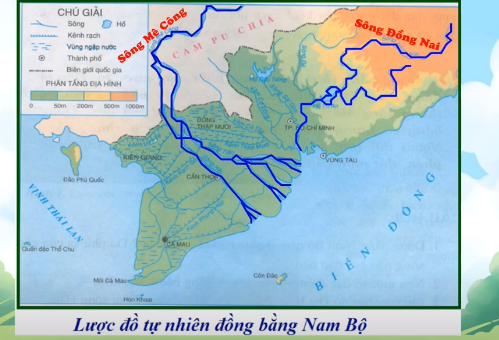 CHÚ GIẢI
Sông
Hồ
Kênh rạch
Vùng ngập nước
Thành phố
Biên giới quốc gia
PHÂN TẦNG ĐỊA HÌNH
0 50m 200m 500m 1000m
Sông Mê Công
CAM PU CHIA
Sông Đồng Nai
ĐỒNG
THÁP MƯỜI
TP. HỒ CHÍ MINH
KIÊN GIANG
VŨNG TÀU
CẦN THƠ
Đảo Phú Quốc
VỊNH THÁI LAN
BIỂN ĐÔNG
Quần đảo Thổ Chu
CÀ MAU
Mũi Cà Mau
Côn Đảo
Hòn Khoai
Lược đồ tự nhiên đồng bằng Nam Bộ